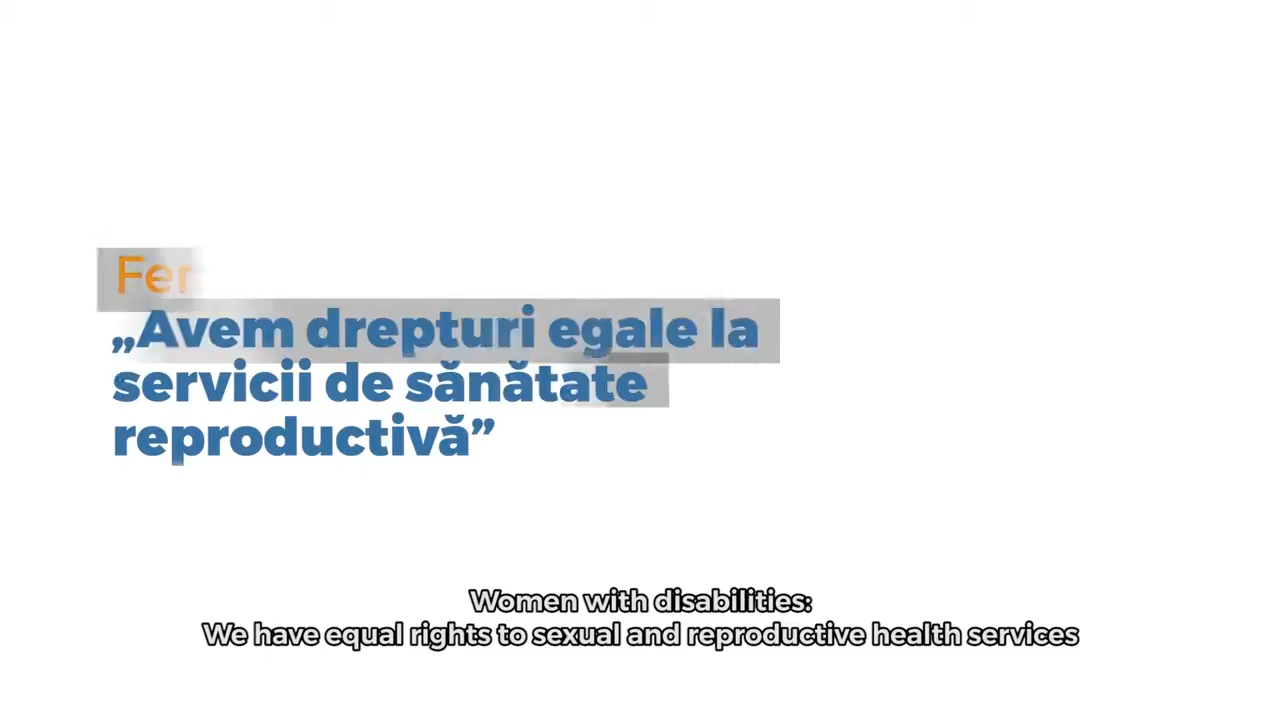 Fer
„Avem drepturi egale la
servicii de sănătate
reproductivă”
Women with disabilities:
We have equal rights to sexual and reproductive health services